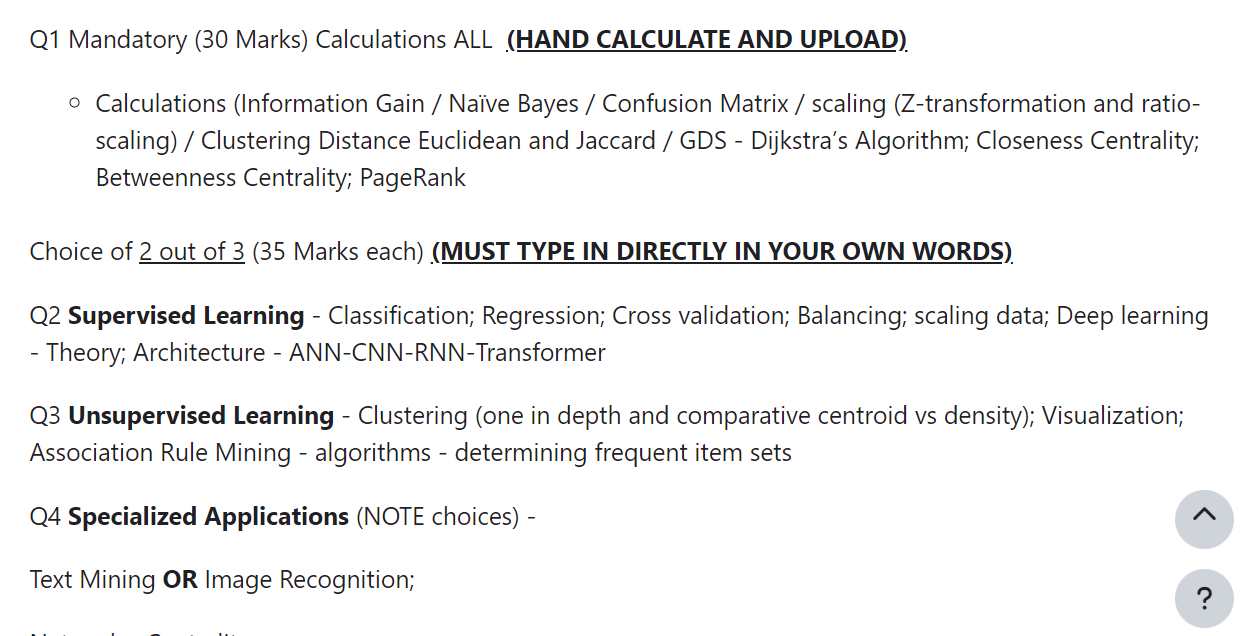 Q1 Mandatory (30 Marks) Calculations ALL (HAND CALCULATE AND UPLOAD)
Calculations (Information Gain / Naïve Bayes / Confusion Matrix / scaling (Z-transformation and ratio-
scaling) / Clustering Distance Euclidean and Jaccard / GDS - Dijkstra’s Algorithm; Closeness Centrality;
Betweenness Centrality; PageRank
Choice of 2 out of 3 (35 Marks each) (MUST TYPE IN DIRECTLY IN YOUR OWN WORDS)
Q2 Supervised Learning - Classification; Regression; Cross validation; Balancing; scaling data; Deep learning
- Theory; Architecture - ANN-CNN-RNN-Transformer
Q3 Unsupervised Learning - Clustering (one in depth and comparative centroid vs density); Visualization;
Association Rule Mining - algorithms - determining frequent item sets
Q4 Specialized Applications (NOTE choices) -
Text Mining OR Image Recognition;
?